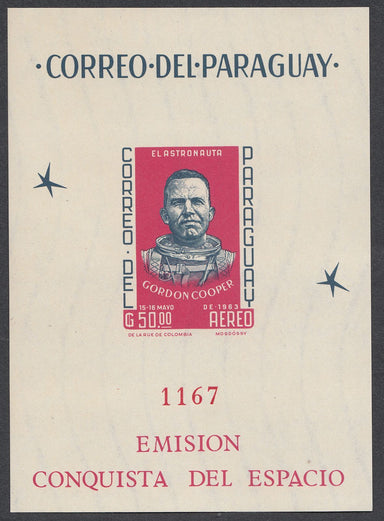 ·CORREO·DEL·PARAGUAY·
EL ASTRONAUTA
CORREO·DEL
PARAGUAY
GORDON COOPER
15-16 MAYO DE·1963
₲ 50.00 AEREO
DE LA RUE DE COLOMBIA
1167
EMISION
CONQUISTA DEL ESPACIO